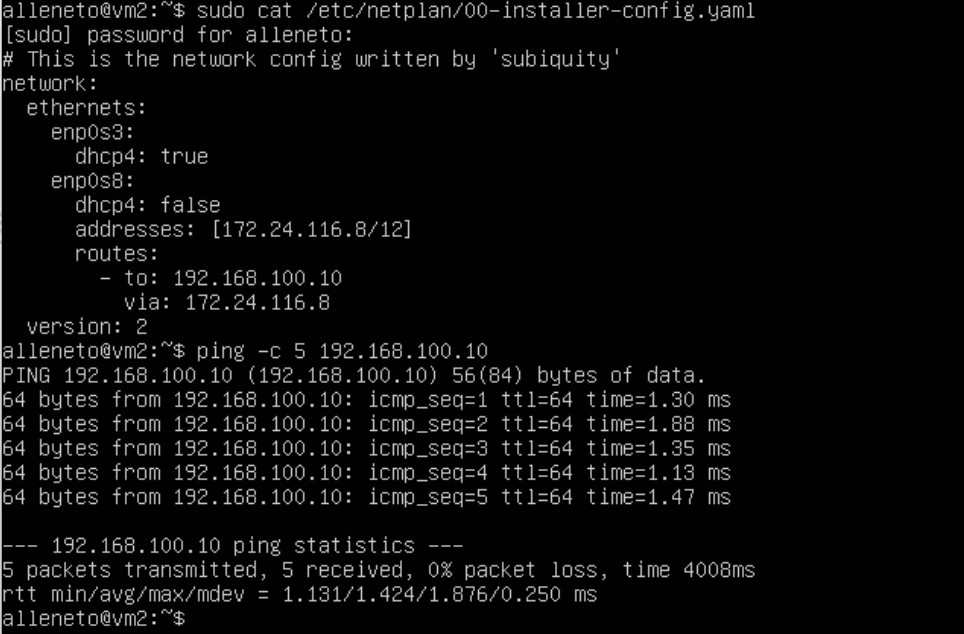 alleneto@vm2:~$ sudo cat /etc/netplan/00-installer-config.yaml
[sudo] password for alleneto:
# This is the network config written by 'subiquity'
network:
  ethernets:
    enp0s3:
      dhcp4: true
    enp0s8:
      dhcp4: false
      addresses: [172.24.116.8/12]
      routes:
        - to: 192.168.100.10
          via: 172.24.116.8
  version: 2
alleneto@vm2:~$ ping -c 5 192.168.100.10
PING 192.168.100.10 (192.168.100.10) 56(84) bytes of data.
64 bytes from 192.168.100.10: icmp_seq=1 ttl=64 time=1.30 ms
64 bytes from 192.168.100.10: icmp_seq=2 ttl=64 time=1.88 ms
64 bytes from 192.168.100.10: icmp_seq=3 ttl=64 time=1.35 ms
64 bytes from 192.168.100.10: icmp_seq=4 ttl=64 time=1.13 ms
64 bytes from 192.168.100.10: icmp_seq=5 ttl=64 time=1.47 ms

--- 192.168.100.10 ping statistics ---
5 packets transmitted, 5 received, 0% packet loss, time 4008ms
rtt min/avg/max/mdev = 1.131/1.424/1.876/0.250 ms
alleneto@vm2:~$